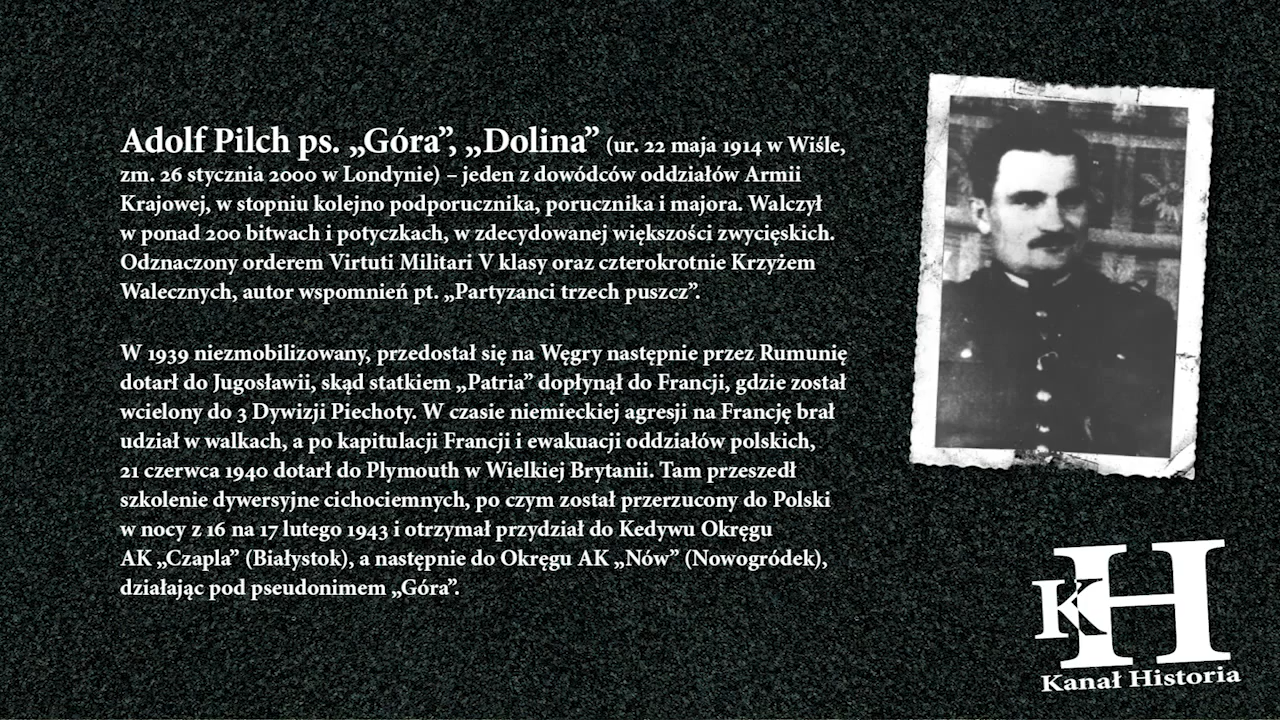 Adolf Pilch ps. „Góra”, „Dolina” (ur. 22 maja 1914 w Wiśle,
zm. 26 stycznia 2000 w Londynie) – jeden z dowódców oddziałów Armii
Krajowej, w stopniu kolejno podporucznika, porucznika i majora. Walczył
w ponad 200 bitwach i potyczkach, w zdecydowanej większości zwycięskich.
Odznaczony orderem Virtuti Militari V klasy oraz czterokrotnie Krzyżem
Walecznych, autor wspomnień pt. „Partyzanci trzech puszcz”.
W 1939 niezmobilizowany, przedostał się na Węgry następnie przez Rumunię
dotarł do Jugosławii, skąd statkiem „Patria” dopłynął do Francji, gdzie został
wcielony do 3 Dywizji Piechoty. W czasie niemieckiej agresji na Francję brał
udział w walkach, a po kapitulacji Francji i ewakuacji oddziałów polskich,
21 czerwca 1940 dotarł do Plymouth w Wielkiej Brytanii. Tam przeszedł
szkolenie dywersyjne cichociemnych, po czym został przerzucony do Polski
w nocy z 16 na 17 lutego 1943 i otrzymał przydział do Kedywu Okręgu
AK „Czapla” (Białystok), a następnie do Okręgu AK „Nów” (Nowogródek),
działając pod pseudonimem „Góra”.
KH
Kanał Historia